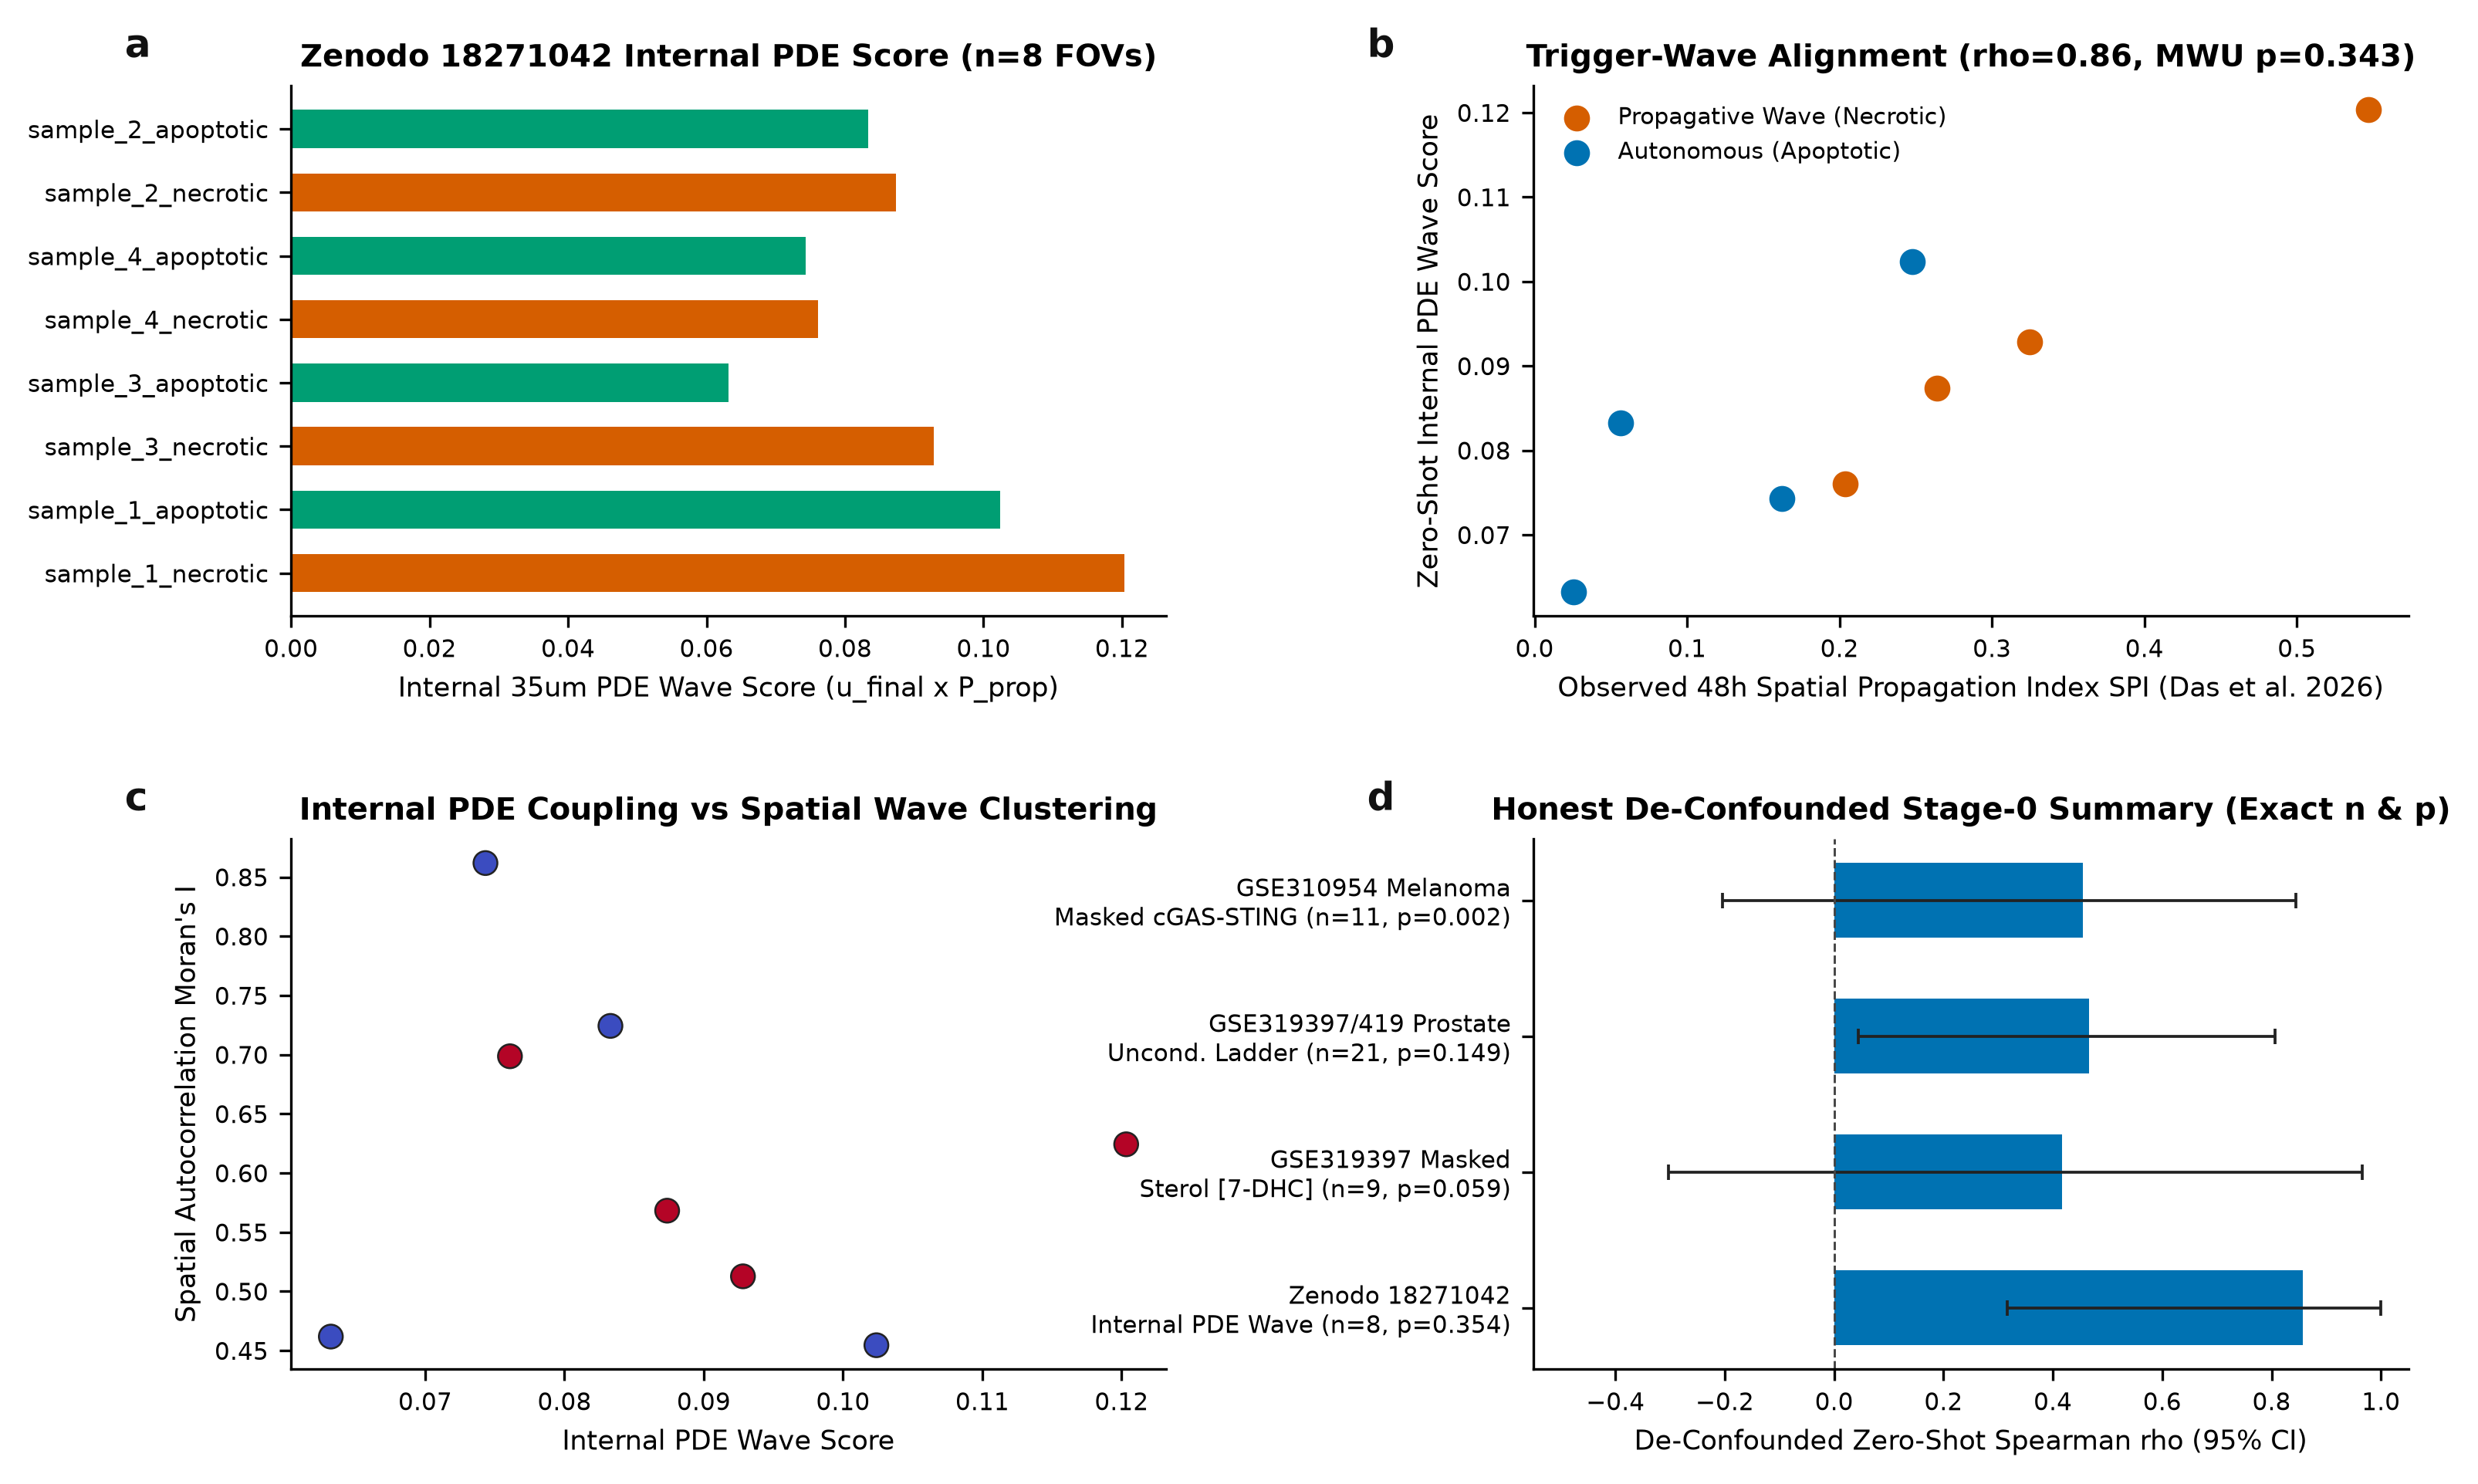 a
Zenodo 18271042 Internal PDE Score (n=8 FOVs)
sample_2_apoptotic
sample_2_necrotic
sample_4_apoptotic
sample_4_necrotic
sample_3_apoptotic
sample_3_necrotic
sample_1_apoptotic
sample_1_necrotic
0.00 0.02 0.04 0.06 0.08 0.10 0.12
Internal 35um PDE Wave Score (u_final x P_prop)
b
Trigger-Wave Alignment (rho=0.86, MWU p=0.343)
Propagative Wave (Necrotic)
Autonomous (Apoptotic)
Zero-Shot Internal PDE Wave Score
0.12
0.11
0.10
0.09
0.08
0.07
0.0 0.1 0.2 0.3 0.4 0.5
Observed 48h Spatial Propagation Index SPI (Das et al. 2026)
c
Internal PDE Coupling vs Spatial Wave Clustering
Spatial Autocorrelation Moran's I
0.85
0.80
0.75
0.70
0.65
0.60
0.55
0.50
0.45
0.07 0.08 0.09 0.10 0.11 0.12
Internal PDE Wave Score
d
Honest De-Confounded Stage-0 Summary (Exact n & p)
GSE310954 Melanoma
Masked cGAS-STING (n=11, p=0.002)
GSE319397/419 Prostate
Uncond. Ladder (n=21, p=0.149)
GSE319397 Masked
Sterol [7-DHC] (n=9, p=0.059)
Zenodo 18271042
Internal PDE Wave (n=8, p=0.354)
−0.4 −0.2 0.0 0.2 0.4 0.6 0.8 1.0
De-Confounded Zero-Shot Spearman rho (95% CI)